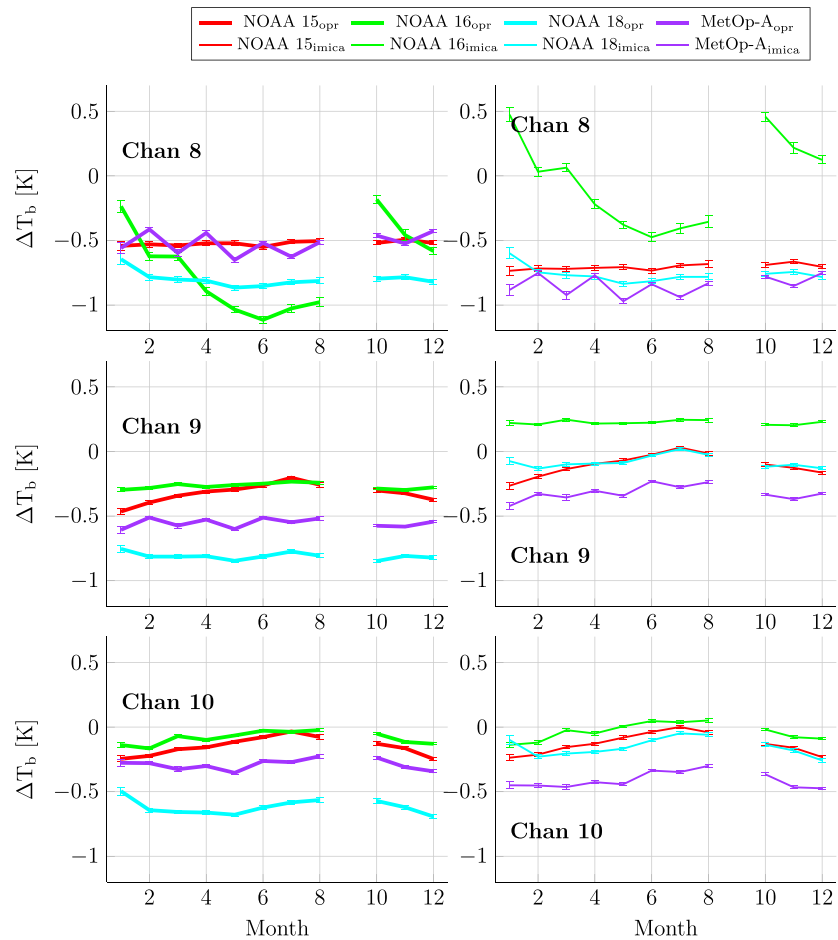 NOAA 15opr NOAA 16opr NOAA 18opr MetOp-Aopr
NOAA 15imica NOAA 16imica NOAA 18imica MetOp-Aimica
0.5
0
−0.5
−1
ΔTb [K]
Chan 8
2 4 6 8 10 12
0.5
0
−0.5
−1
Chan 8
2 4 6 8 10 12
0.5
0
−0.5
−1
ΔTb [K]
Chan 9
2 4 6 8 10 12
0.5
0
−0.5
−1
Chan 9
2 4 6 8 10 12
0.5
0
−0.5
−1
ΔTb [K]
Chan 10
2 4 6 8 10 12
Month
0.5
0
−0.5
−1
Chan 10
2 4 6 8 10 12
Month